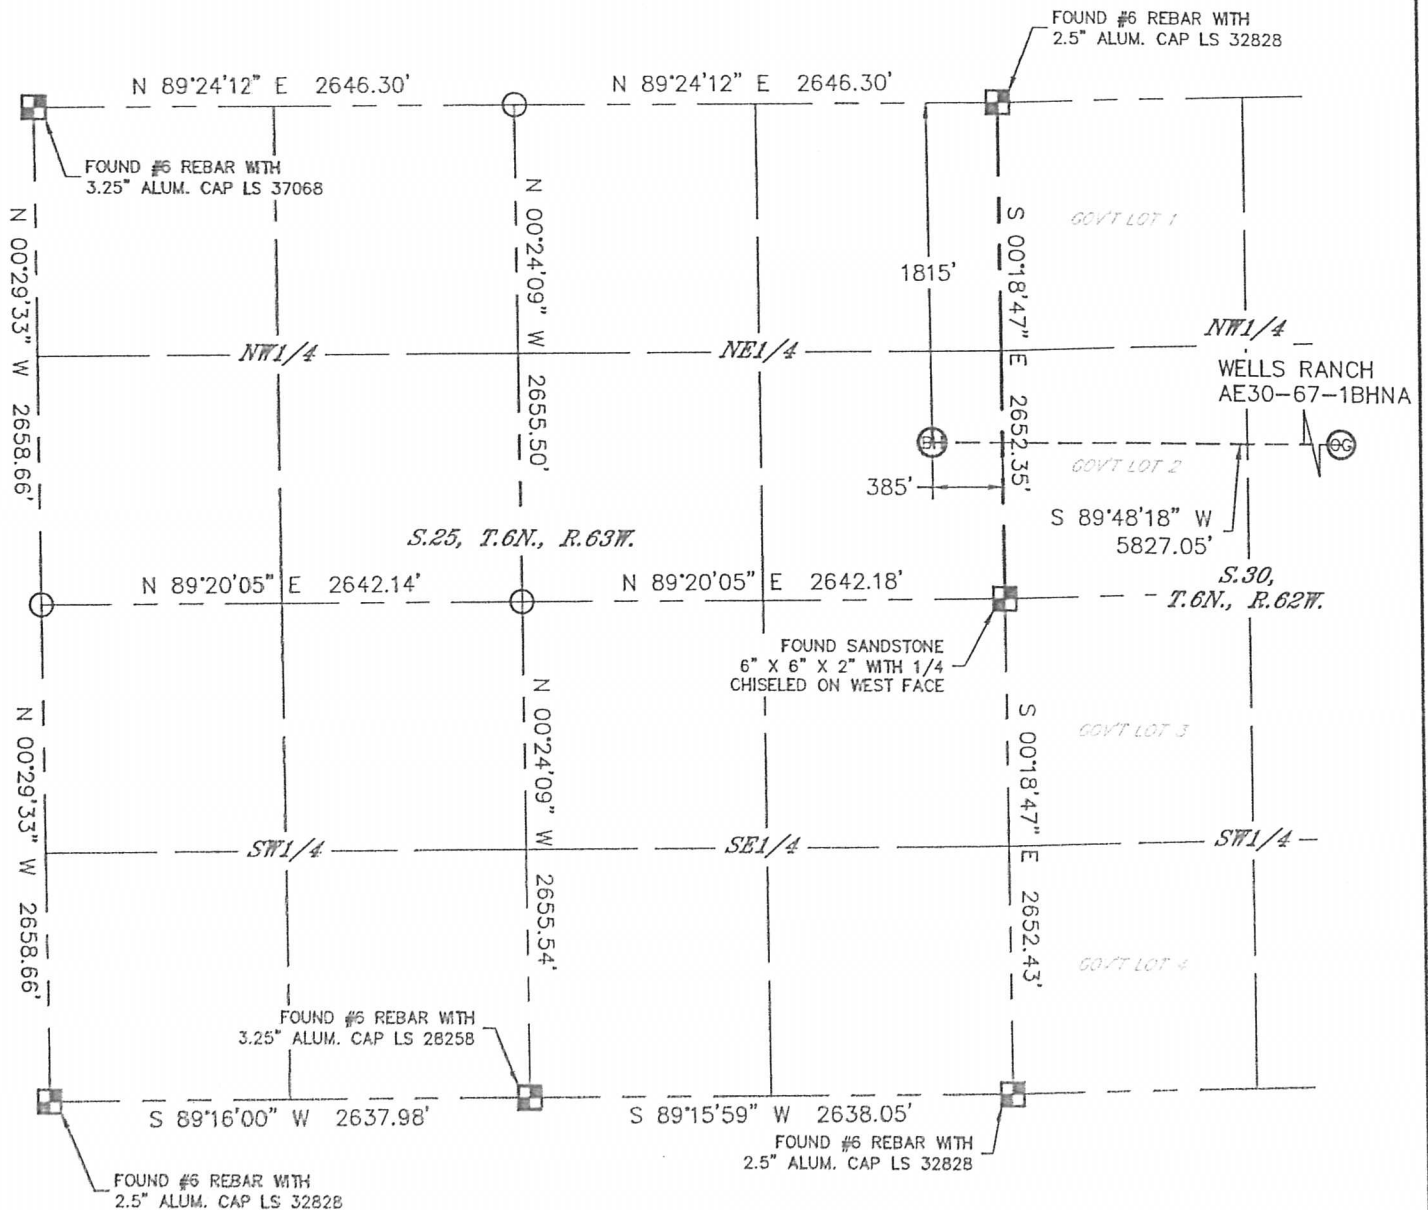 FOUND #6 REBAR WITH
2.5" ALUM. CAP LS 32828
N 89°24'12" E 2646.30'
N 89°24'12" E 2646.30'
FOUND #6 REBAR WITH
3.25" ALUM. CAP LS 37068
N 00°29'33" W 2658.66'
N 00°24'09" W 2655.50'
1815'
S 00°18'47" E 2652.35'
GOV'T LOT 1
NW1/4
NE1/4
NW1/4
WELLS RANCH
AE30-67-1BHNA
BH
OG
GOV'T LOT 2
385'
S 89°48'18" W
5827.05'
S.25, T.6N., R.63W.
S.30,
T.6N., R.62W.
N 89°20'05" E 2642.14'
N 89°20'05" E 2642.18'
FOUND SANDSTONE
6" X 6" X 2" WITH 1/4
CHISELED ON WEST FACE
N 00°29'33" W 2658.66'
N 00°24'09" W 2655.54'
S 00°18'47" E 2652.43'
GOV'T LOT 3
SW1/4
SE1/4
SW1/4
GOV'T LOT 4
FOUND #6 REBAR WITH
3.25" ALUM. CAP LS 28258
S 89°16'00" W 2637.98'
S 89°15'59" W 2638.05'
FOUND #6 REBAR WITH
2.5" ALUM. CAP LS 32828
FOUND #6 REBAR WITH
2.5" ALUM. CAP LS 32828